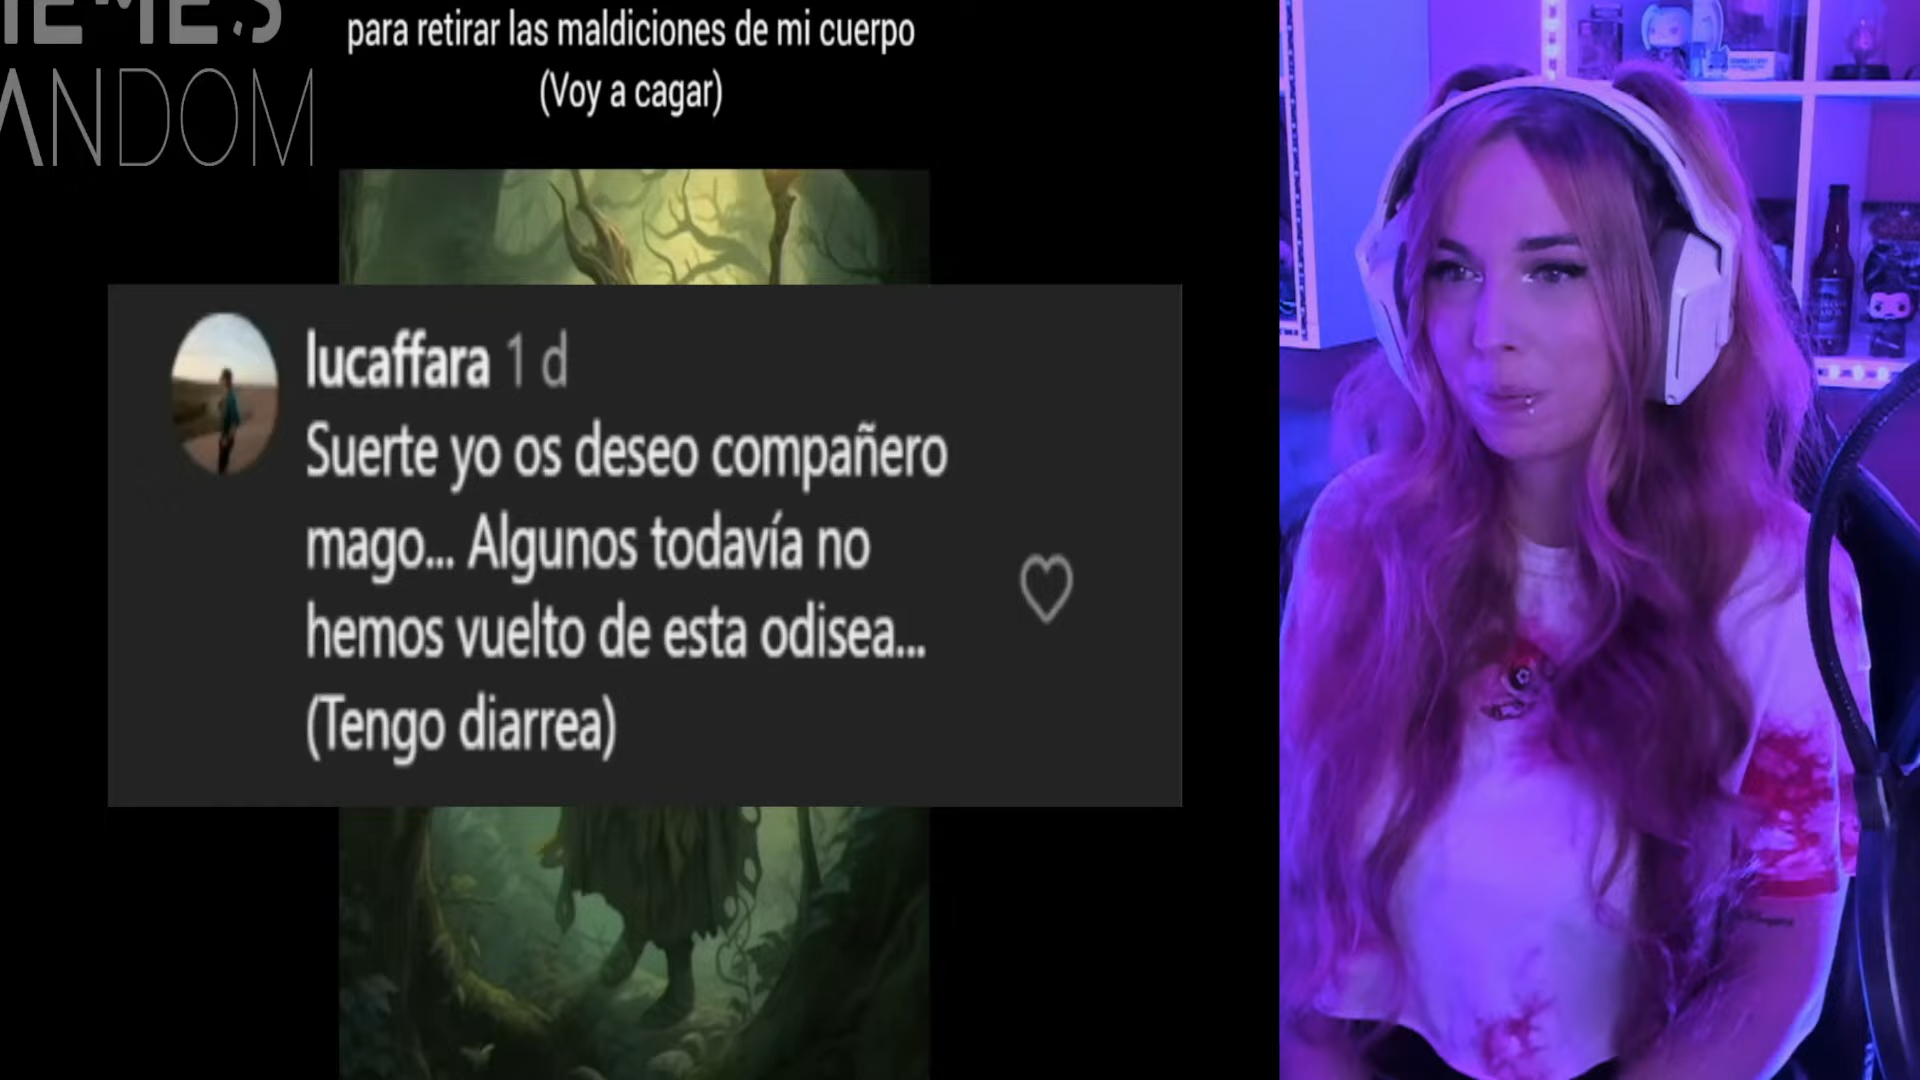 para retirar las maldiciones de mi cuerpo
(Voy a cagar)
ANDOM
lucaffara 1 d
Suerte yo os deseo compañero
mago... Algunos todavía no
hemos vuelto de esta odisea...
(Tengo diarrea)